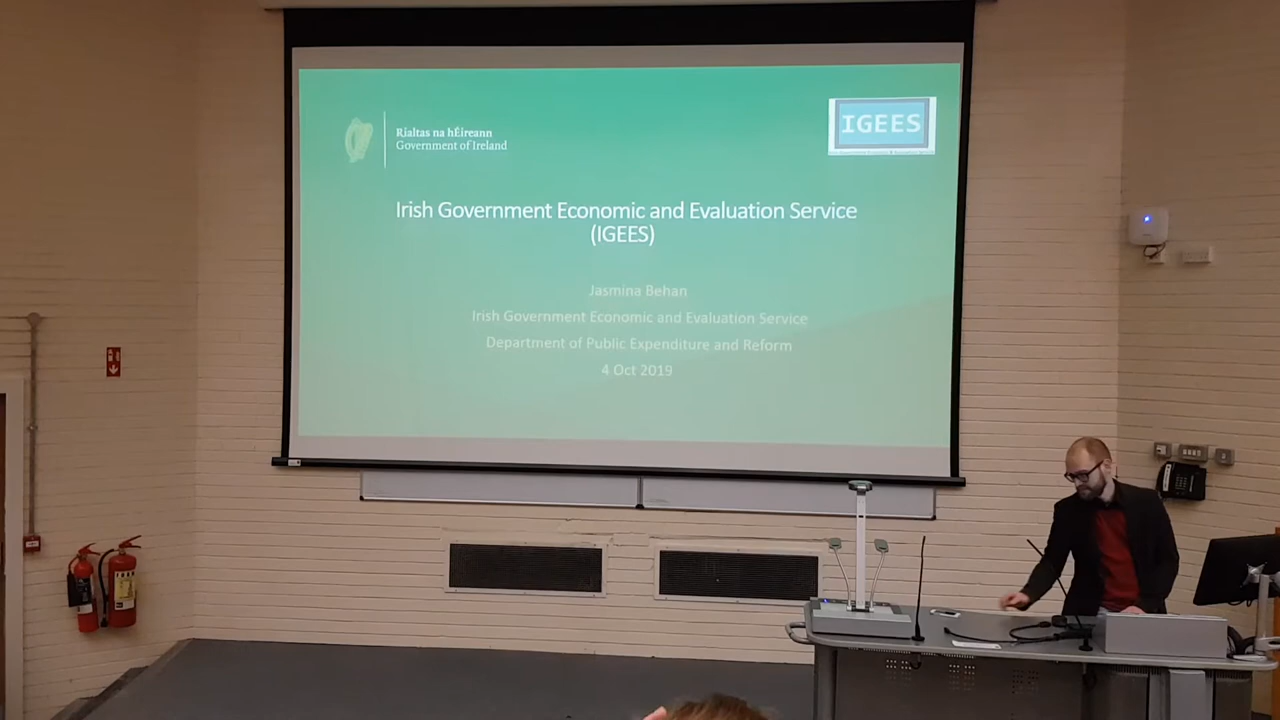 Rialtas na hÉireann
Government of Ireland
IGEES
Irish Government Economic and Evaluation Service
(IGEES)
Jasmina Behan
Irish Government Economic and Evaluation Service
Department of Public Expenditure and Reform
4 Oct 2019